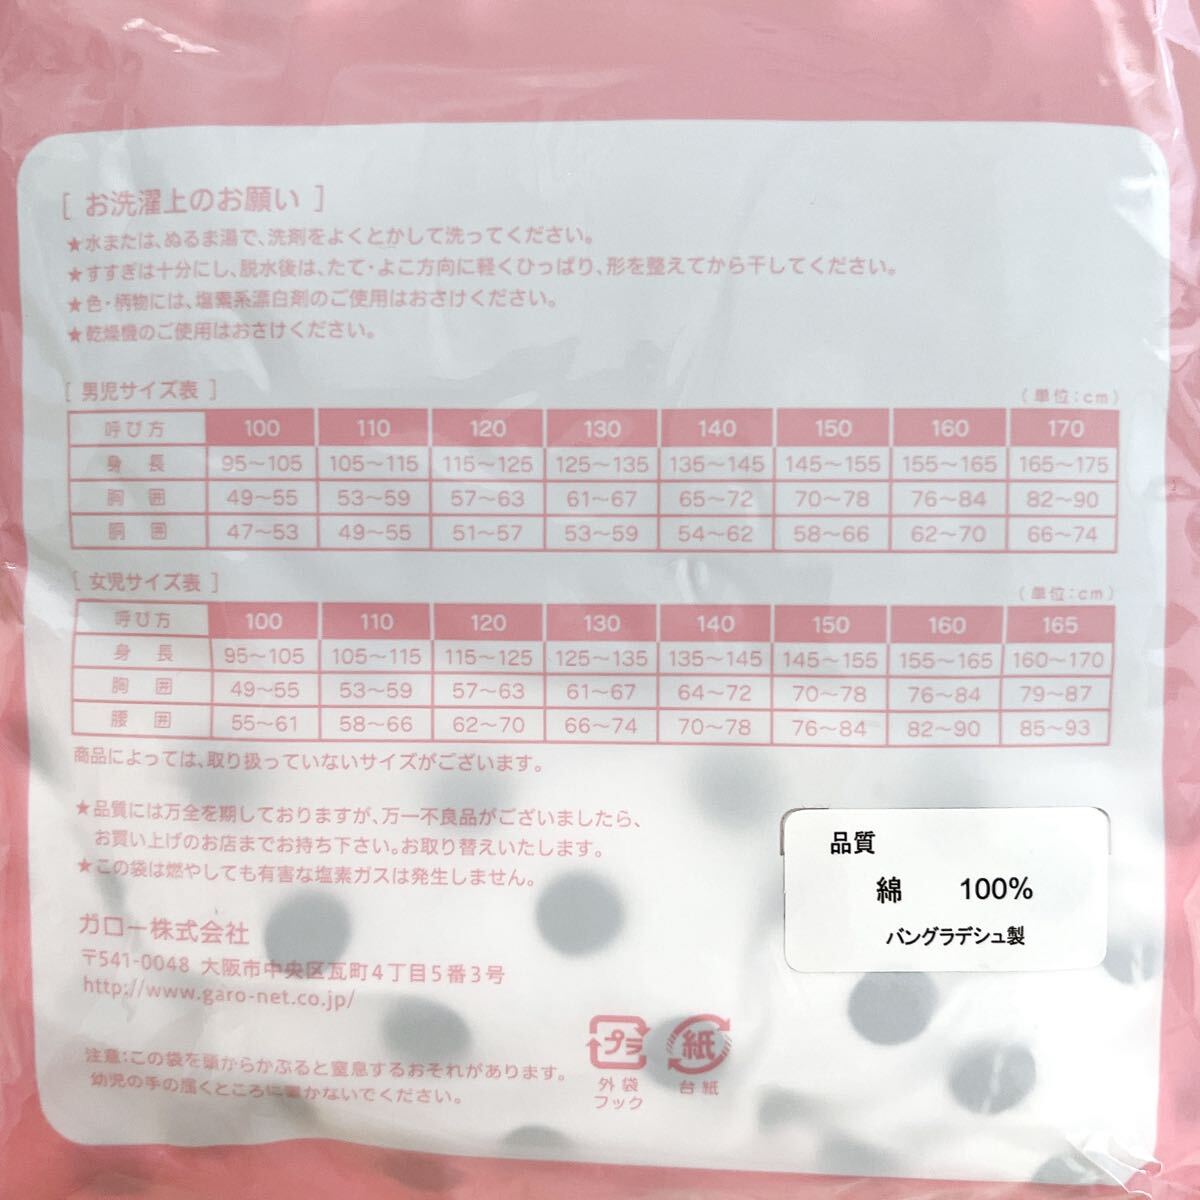 [ お洗濯上のお願い ]
★水または、ぬるま湯で、洗剤をよくとかして洗ってください。
★すすぎは十分にし、脱水後は、たて・よこ方向に軽くひっぱり、形を整えてから干してください。
★色・柄物には、塩素系漂白剤のご使用はおさけください。
★乾燥機のご使用はおさけください。
[ 男児サイズ表 ] (単位:cm)
呼び方 100 110 120 130 140 150 160 170
身長 95〜105 105〜115 115〜125 125〜135 135〜145 145〜155 155〜165 165〜175
胸囲 49〜55 53〜59 57〜63 61〜67 65〜72 70〜78 76〜84 82〜90
胴囲 47〜53 49〜55 51〜57 53〜59 54〜62 58〜66 62〜70 66〜74
[ 女児サイズ表 ] (単位:cm)
呼び方 100 110 120 130 140 150 160 165
身長 95〜105 105〜115 115〜125 125〜135 135〜145 145〜155 155〜165 160〜170
胸囲 49〜55 53〜59 57〜63 61〜67 64〜72 70〜78 76〜84 79〜87
腰囲 55〜61 58〜66 62〜70 66〜74 70〜78 76〜84 82〜90 85〜93
商品によっては、取り扱っていないサイズがございます。
★品質には万全を期しておりますが、万一不良品がございましたら、
お買い上げのお店までお持ち下さい。お取り替えいたします。
★この袋は燃やしても有害な塩素ガスは発生しません。
ガロー株式会社
〒541-0048 大阪市中央区瓦町4丁目5番3号
http://www.garo-net.co.jp/
注意:この袋を頭からかぶると窒息するおそれがあります。
幼児の手の届くところに置かないでください。
プラ
外袋
フック
紙
台紙
品質
綿 100%
バングラデシュ製